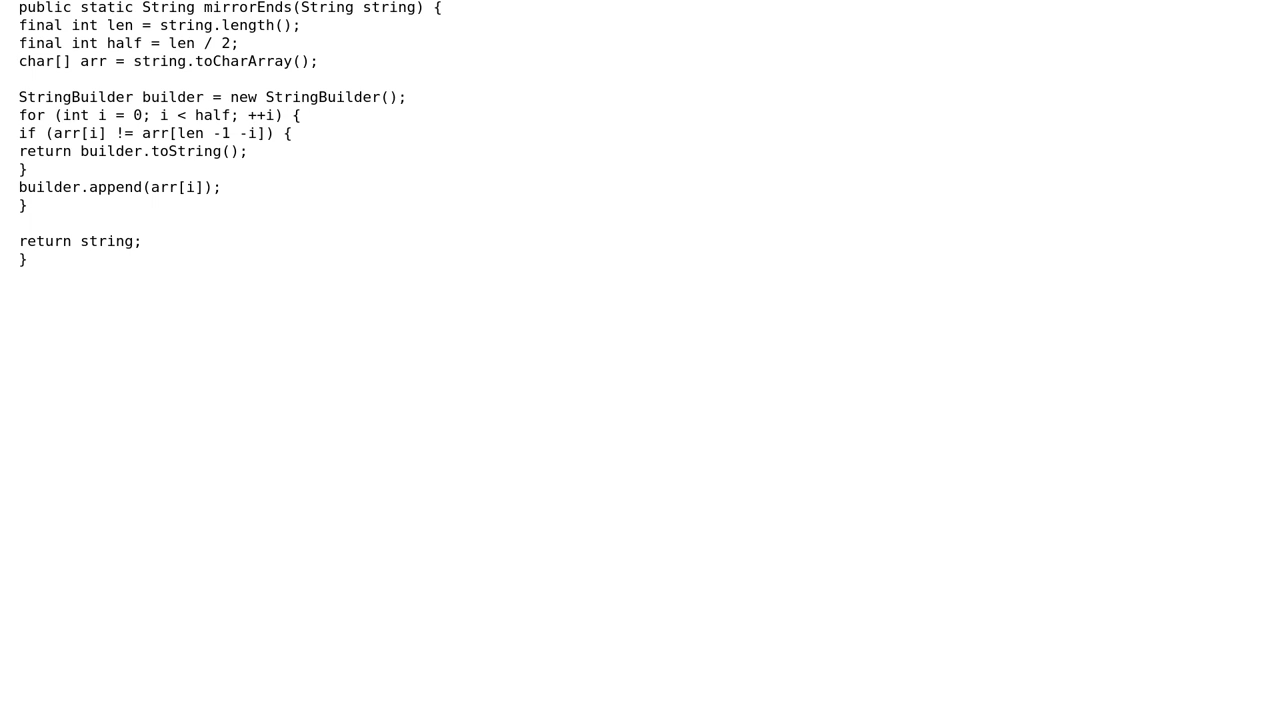 public static String mirrorEnds(String string) {
final int len = string.length();
final int half = len / 2;
char[] arr = string.toCharArray();

StringBuilder builder = new StringBuilder();
for (int i = 0; i < half; ++i) {
if (arr[i] != arr[len -1 -i]) {
return builder.toString();
}
builder.append(arr[i]);
}

return string;
}